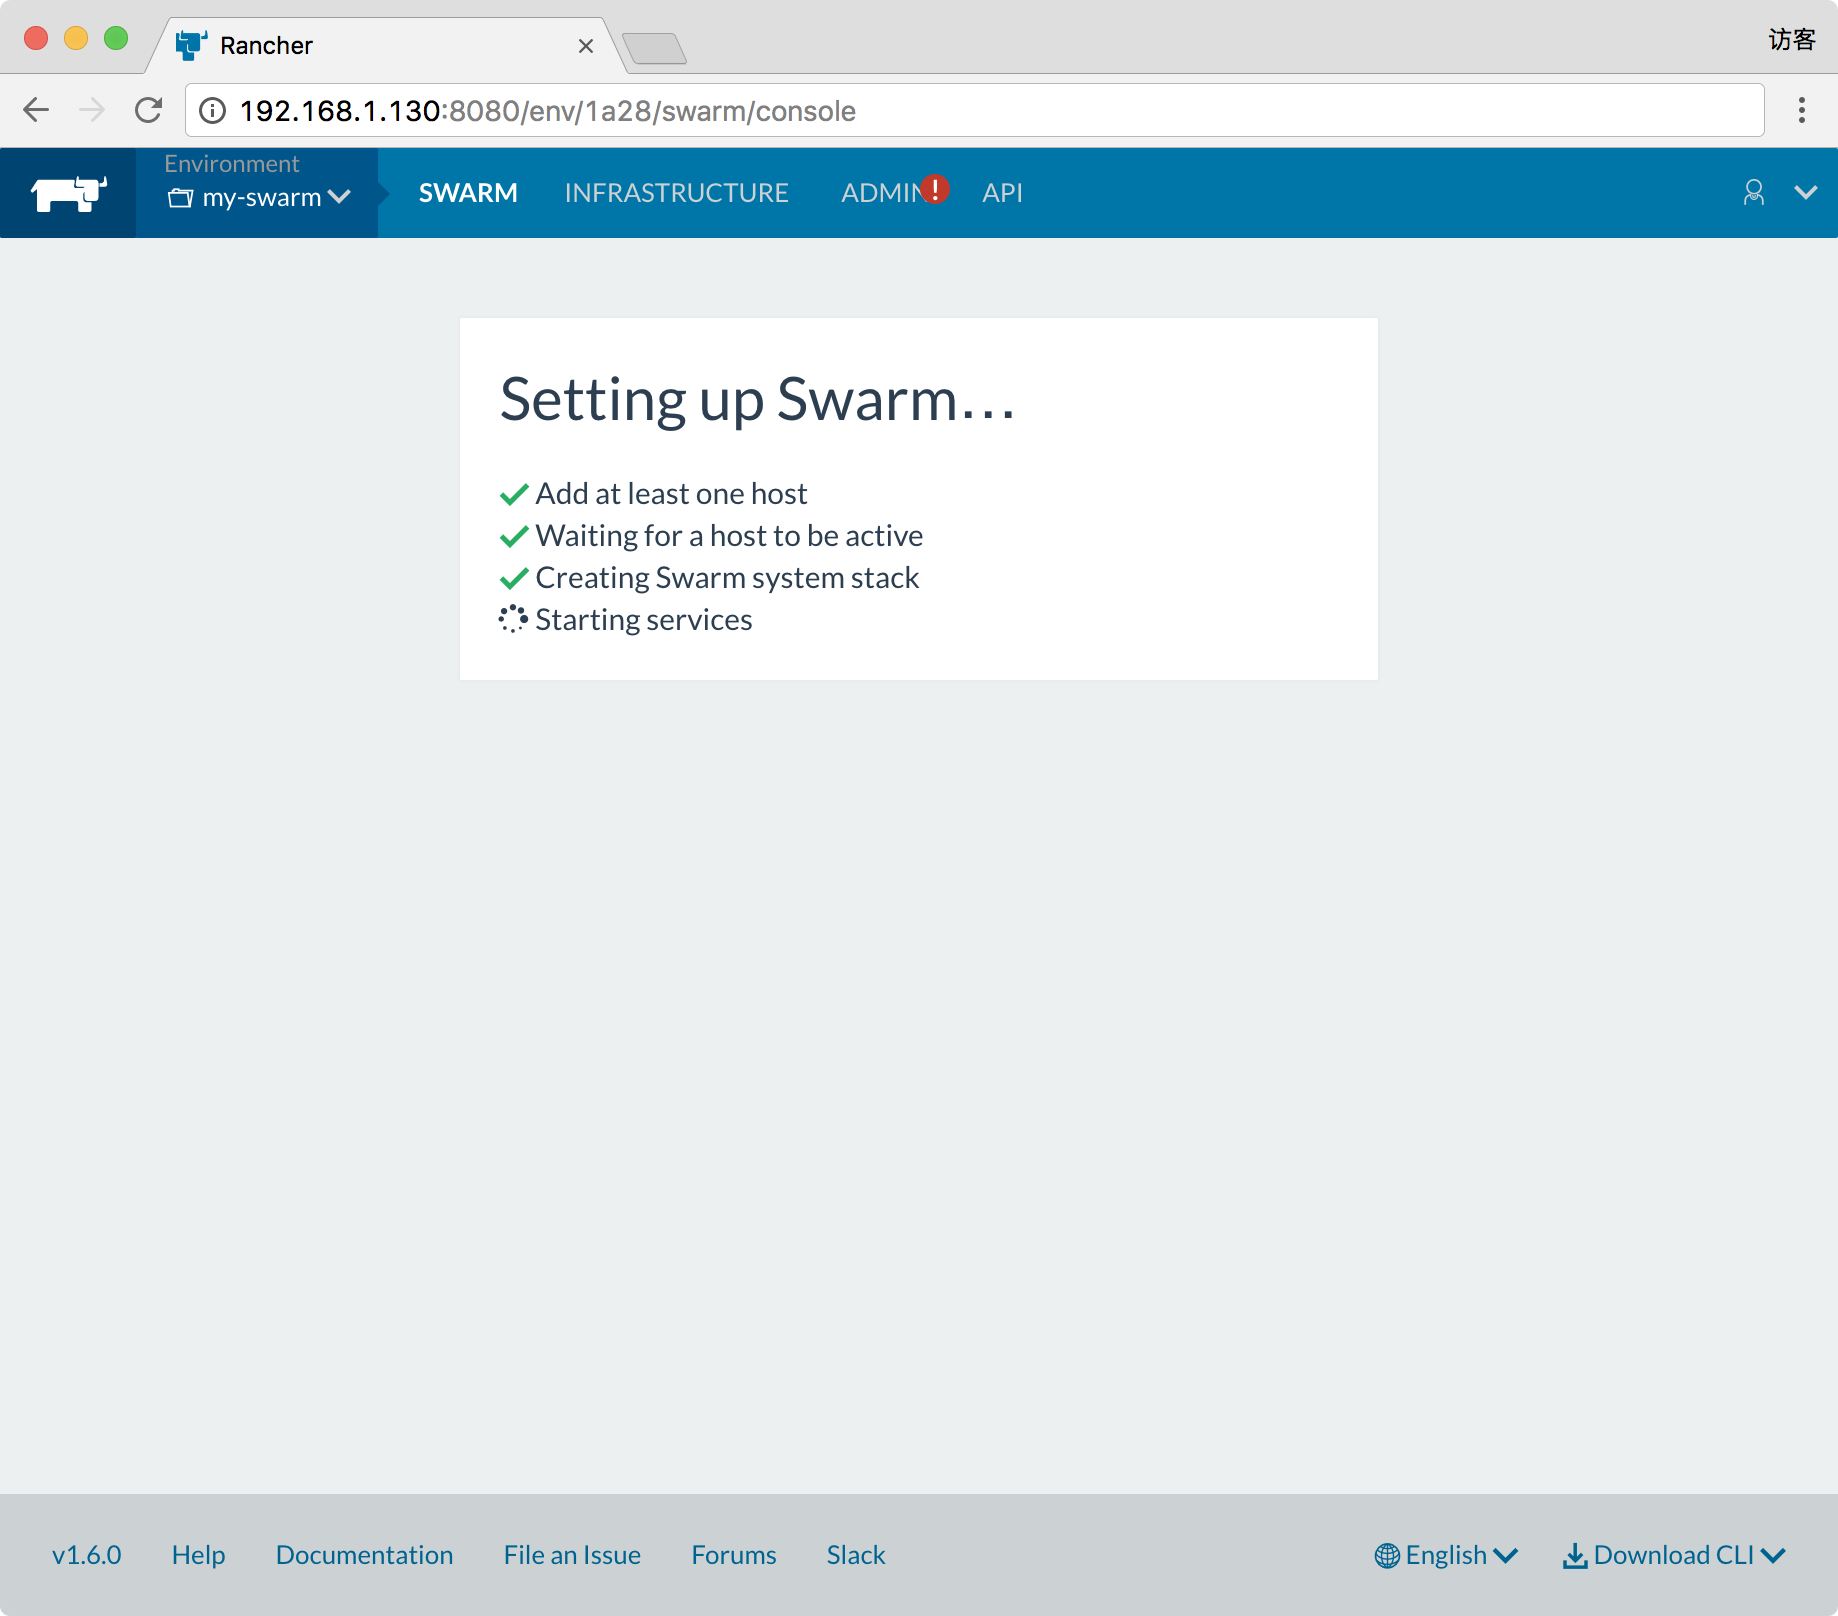 Rancher
访客
192.168.1.130:8080/env/1a28/swarm/console
Environment
my-swarm
SWARM INFRASTRUCTURE ADMIN ! API
Setting up Swarm...
Add at least one host
Waiting for a host to be active
Creating Swarm system stack
Starting services
v1.6.0 Help Documentation File an Issue Forums Slack English Download CLI